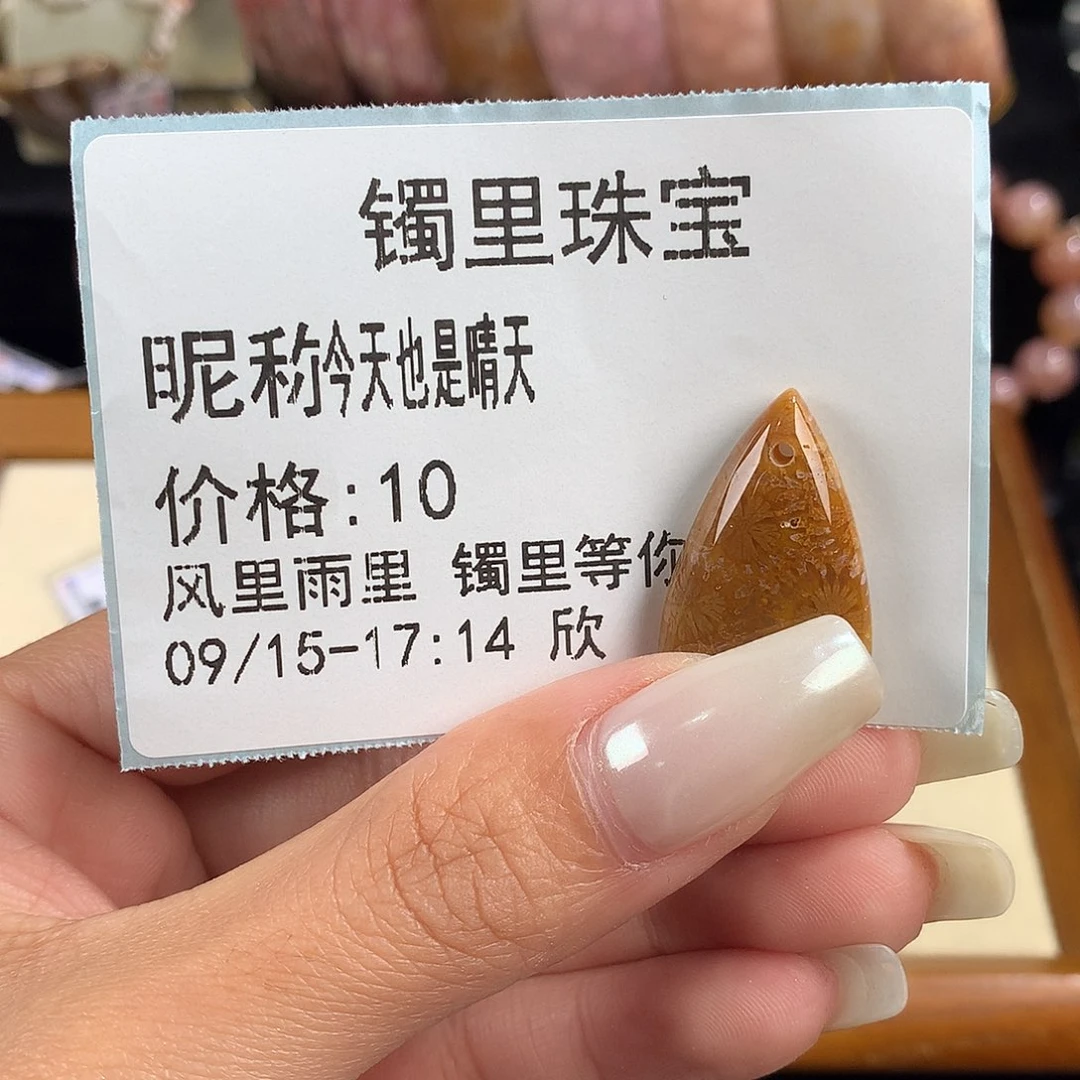 镯里珠宝
昵称今天也是晴天
价格:10
风里雨里 镯里等你
09/15-17:14 欣